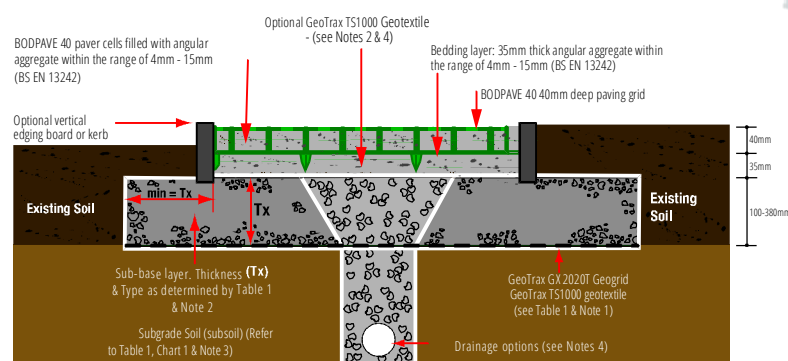 Optional GeoTrax TS1000 Geotextile
- (see Notes 2 & 4)
BODPAVE 40 paver cells filled with angular
aggregate within the range of 4mm - 15mm
(BS EN 13242)
Bedding layer: 35mm thick angular aggregate within
the range of 4mm - 15mm
(BS EN 13242)
BODPAVE 40 40mm deep paving grid
Optional vertical
edging board or kerb
40mm
35mm
100-380mm
min = Tx
Tx
Existing Soil
Existing
Soil
Sub-base layer. Thickness (Tx)
& Type as determined by Table 1
& Note 2
GeoTrax GX 2020T Geogrid
GeoTrax TS1000 geotextile
(see Table 1 & Note 1)
Subgrade Soil (subsoil) (Refer
to Table 1, Chart 1 & Note 3)
Drainage options (see Notes 4)